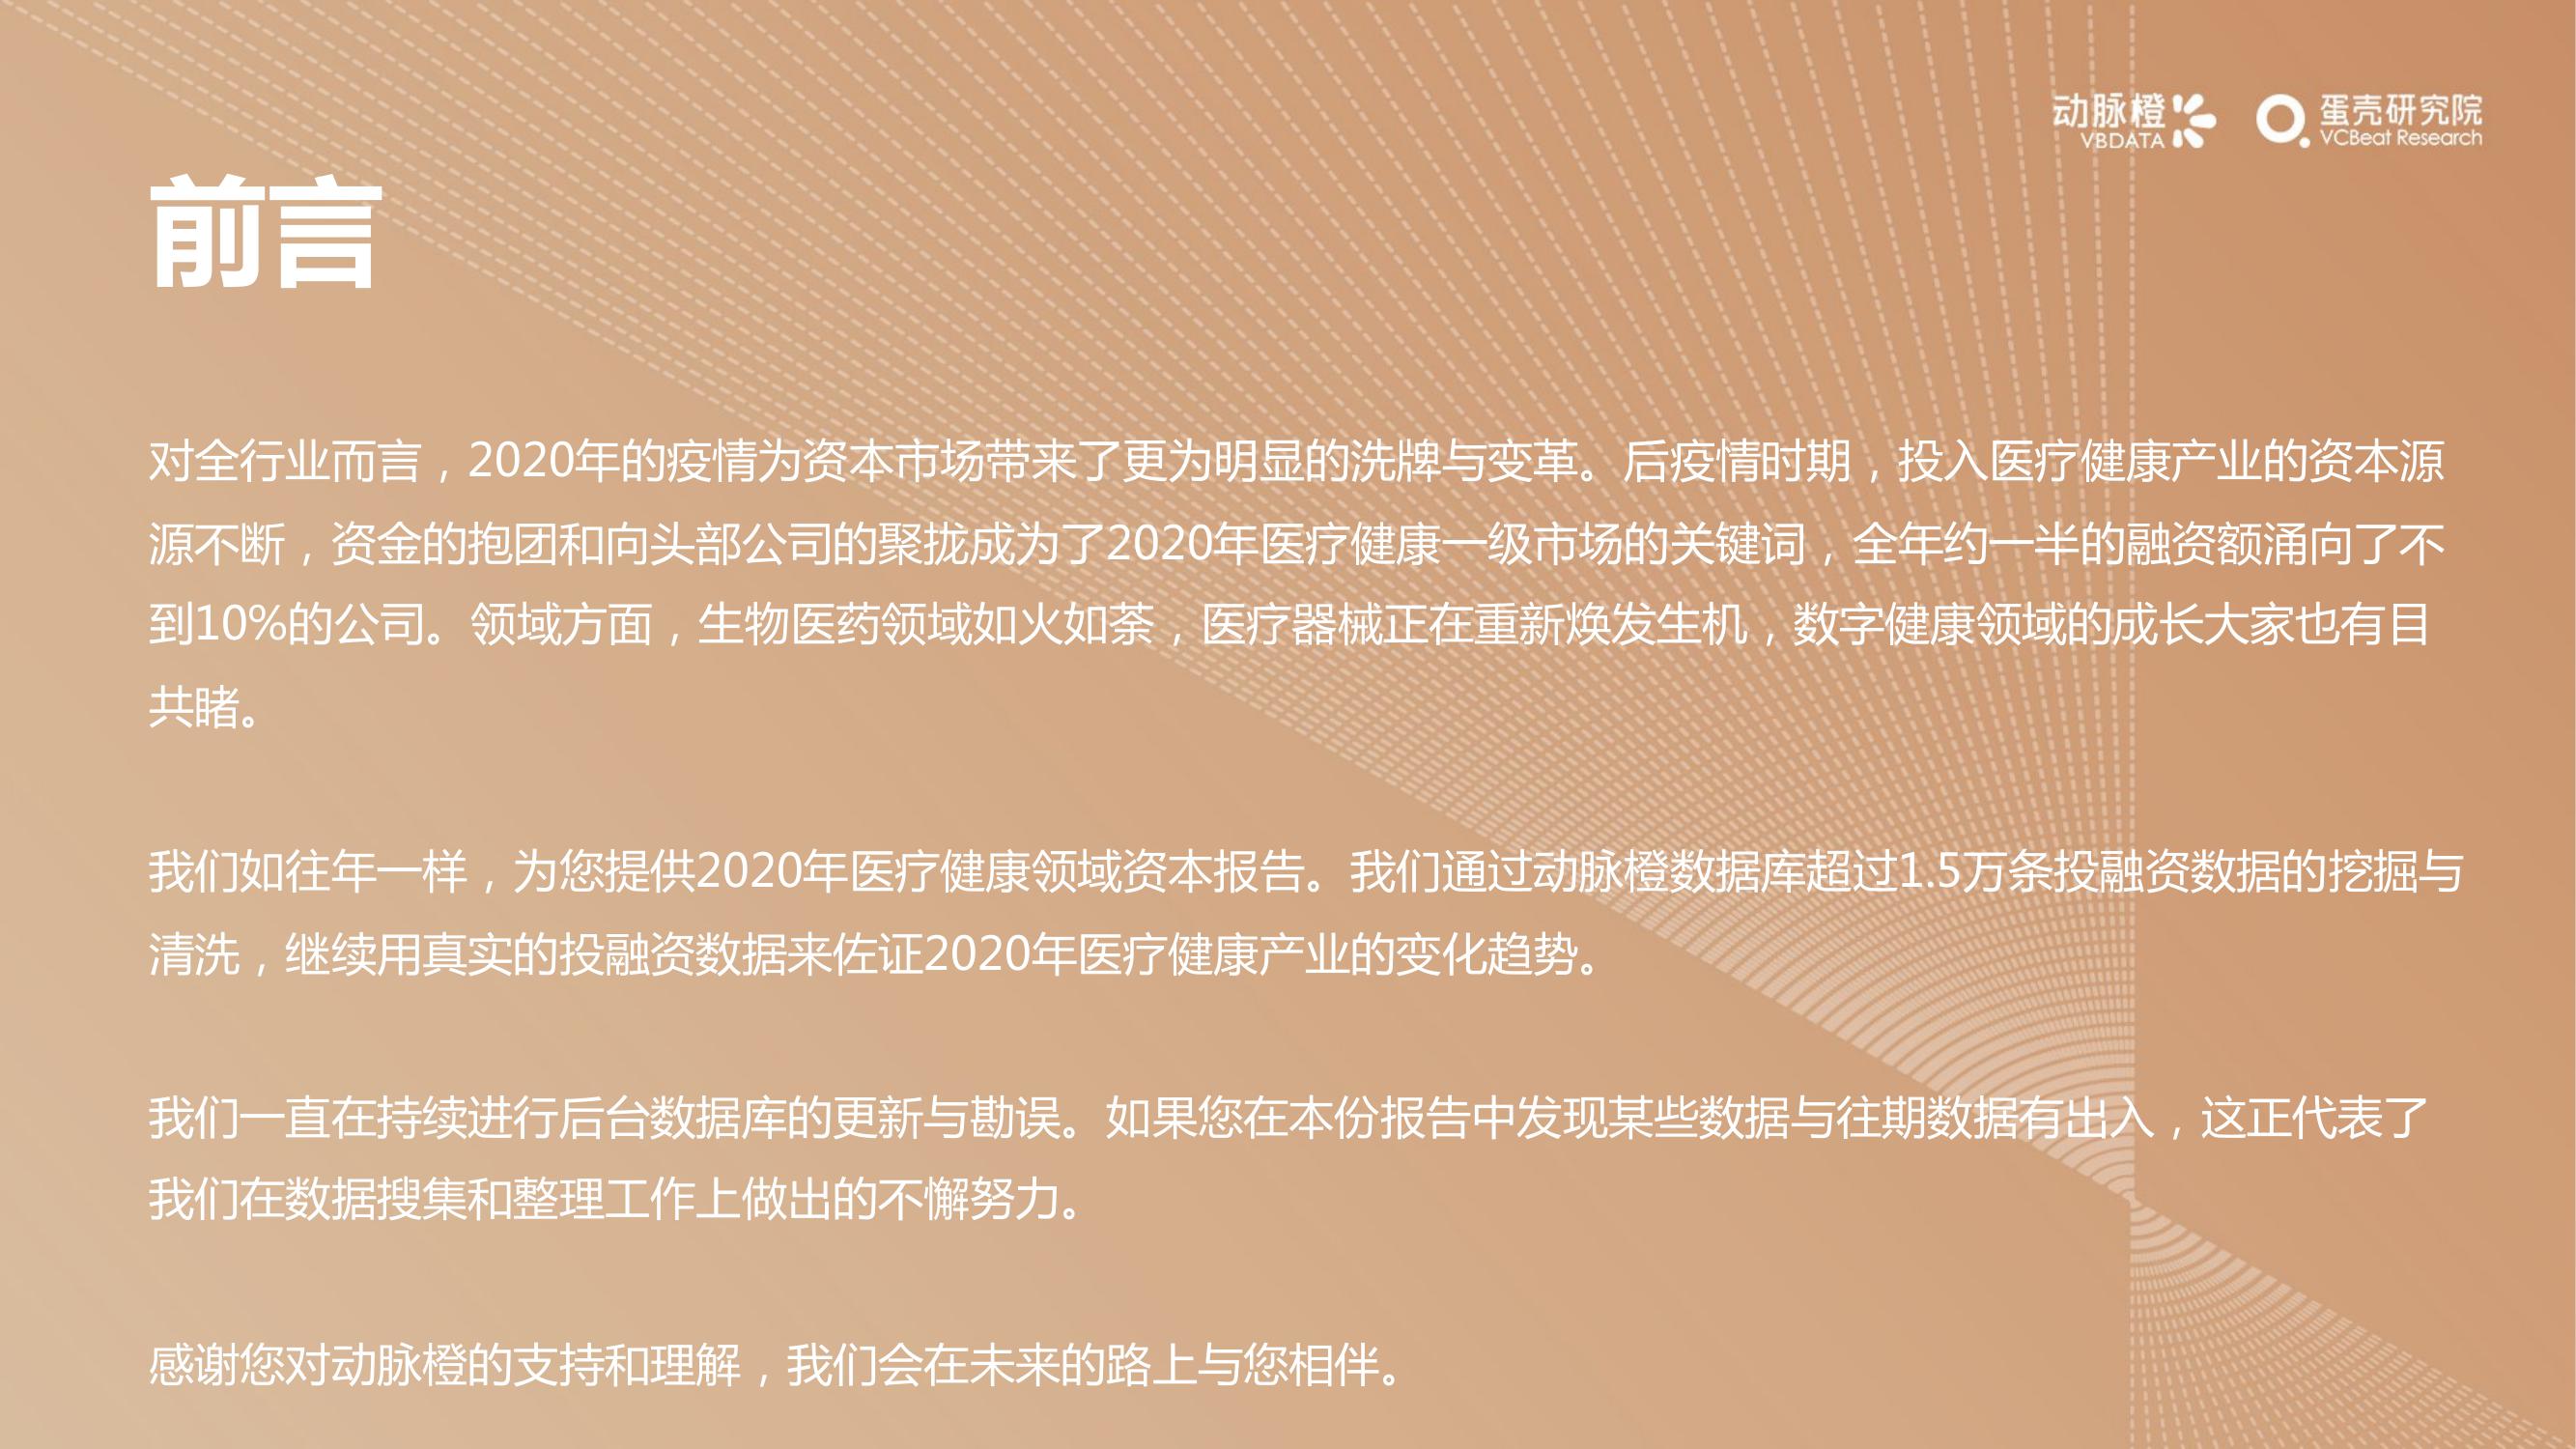 动脉橙
VBDATA
蛋壳研究院
VCBeat Research
前言
对全行业而言，2020年的疫情为资本市场带来了更为明显的洗牌与变革。后疫情时期，投入医疗健康产业的资本源
源不断，资金的抱团和向头部公司的聚拢成为了2020年医疗健康一级市场的关键词，全年约一半的融资额涌向了不
到10%的公司。领域方面，生物医药领域如火如荼，医疗器械正在重新焕发生机，数字健康领域的成长大家也有目
共睹。
我们如往年一样，为您提供2020年医疗健康领域资本报告。我们通过动脉橙数据库超过1.5万条投融资数据的挖掘与
清洗，继续用真实的投融资数据来佐证2020年医疗健康产业的变化趋势。
我们一直在持续进行后台数据库的更新与勘误。如果您在本份报告中发现某些数据与往期数据有出入，这正代表了
我们在数据搜集和整理工作上做出的不懈努力。
感谢您对动脉橙的支持和理解，我们会在未来的路上与您相伴。